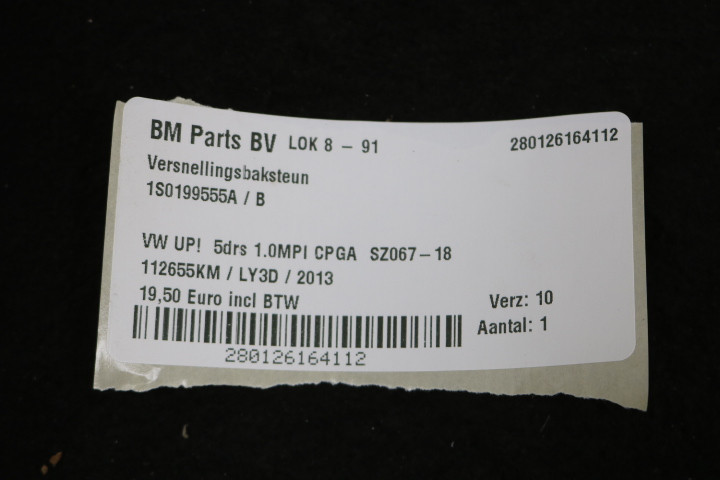 BM Parts BV LOK 8 - 91 280126164112
Versnellingsbaksteun
1S0199555A / B
VW UP! 5drs 1.0MPI CPGA SZ067-18
112655KM / LY3D / 2013
19,50 Euro incl BTW Verz: 10
Aantal: 1
280126164112